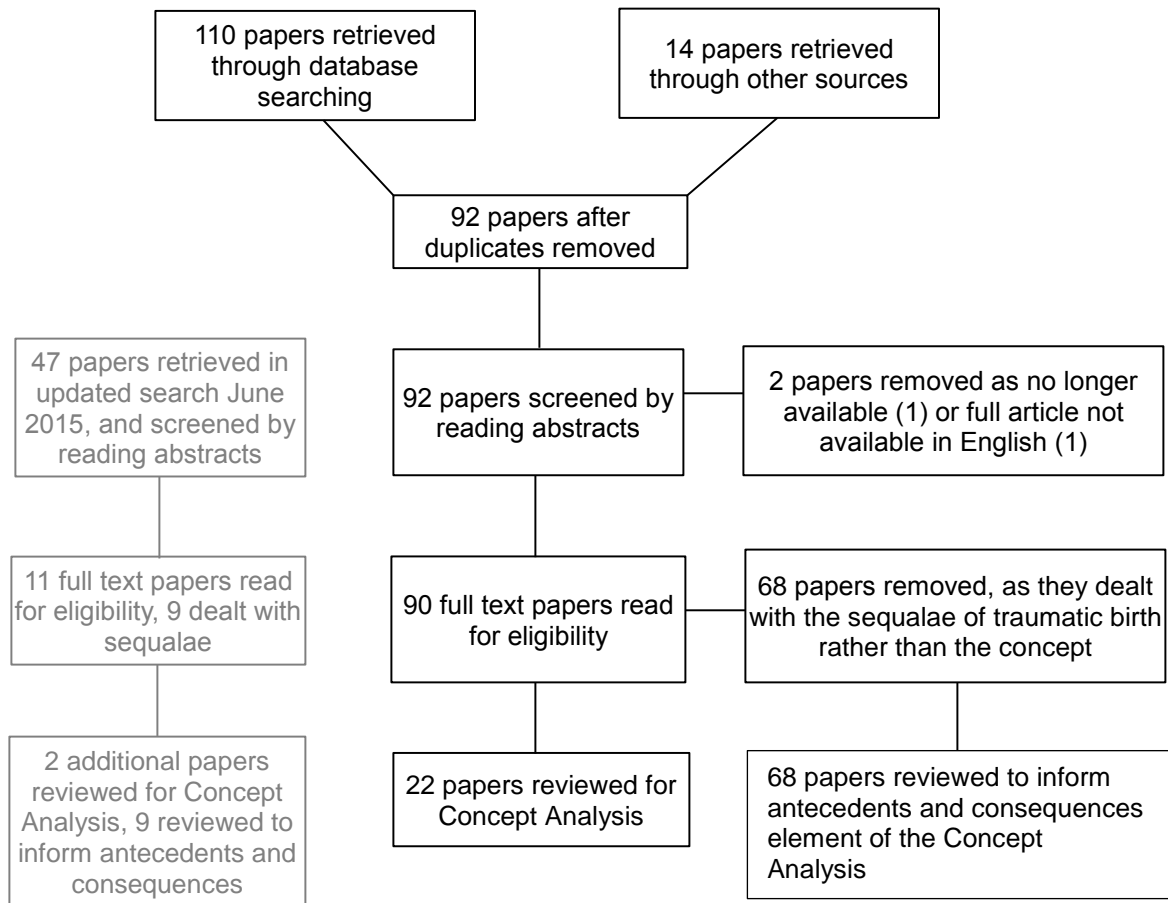 110 papers retrieved
through database
searching
14 papers retrieved
through other sources
92 papers after
duplicates removed
47 papers retrieved in
updated search June
2015, and screened by
reading abstracts
92 papers screened by
reading abstracts
2 papers removed as no longer
available (1) or full article not
available in English (1)
11 full text papers read
for eligibility, 9 dealt with
sequalae
90 full text papers read
for eligibility
68 papers removed, as they dealt
with the sequalae of traumatic birth
rather than the concept
2 additional papers
reviewed for Concept
Analysis, 9 reviewed to
inform antecedents and
consequences
22 papers reviewed for
Concept Analysis
68 papers reviewed to inform
antecedents and consequences
element of the Concept
Analysis